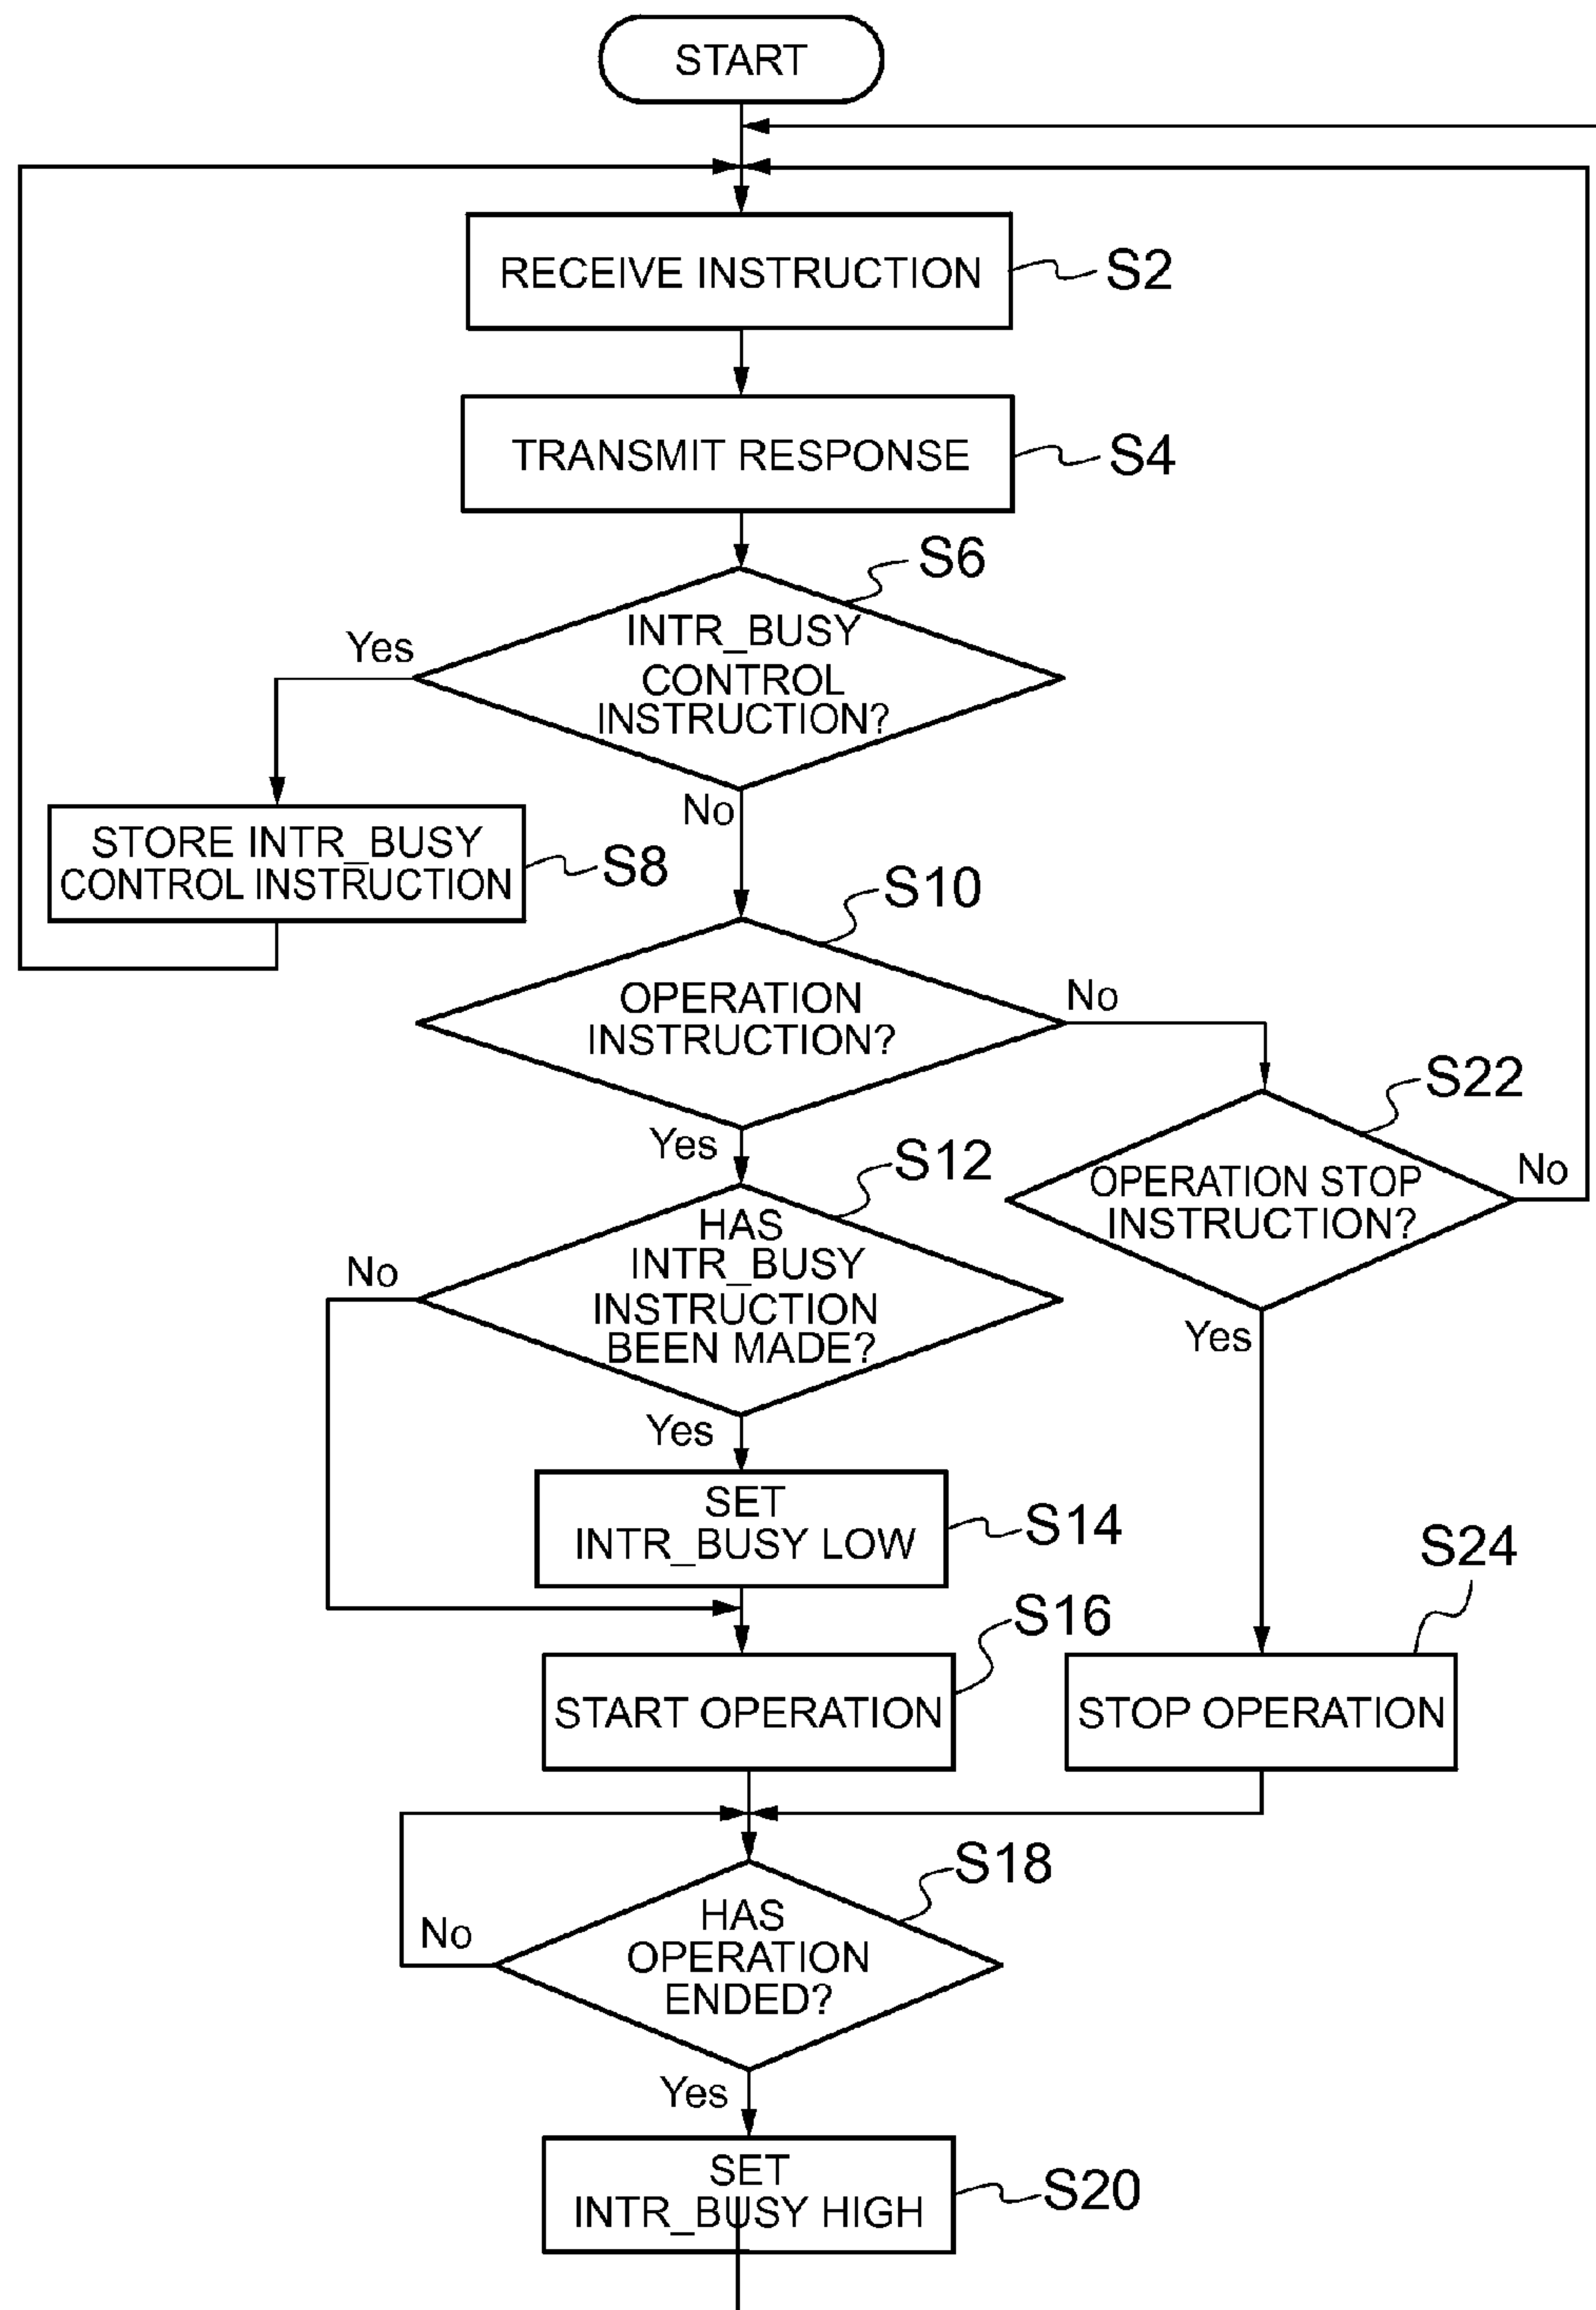 START
RECEIVE INSTRUCTION
S2
TRANSMIT RESPONSE
S4
S6
INTR_BUSY
CONTROL
INSTRUCTION?
Yes
No
STORE INTR_BUSY
CONTROL INSTRUCTION
S8
S10
OPERATION
INSTRUCTION?
No
Yes
S22
OPERATION STOP
INSTRUCTION?
No
Yes
S12
HAS
INTR_BUSY
INSTRUCTION
BEEN MADE?
No
Yes
SET
INTR_BUSY LOW
S14
S16
START OPERATION
S24
STOP OPERATION
S18
HAS
OPERATION
ENDED?
No
Yes
SET
INTR_BUSY HIGH
S20